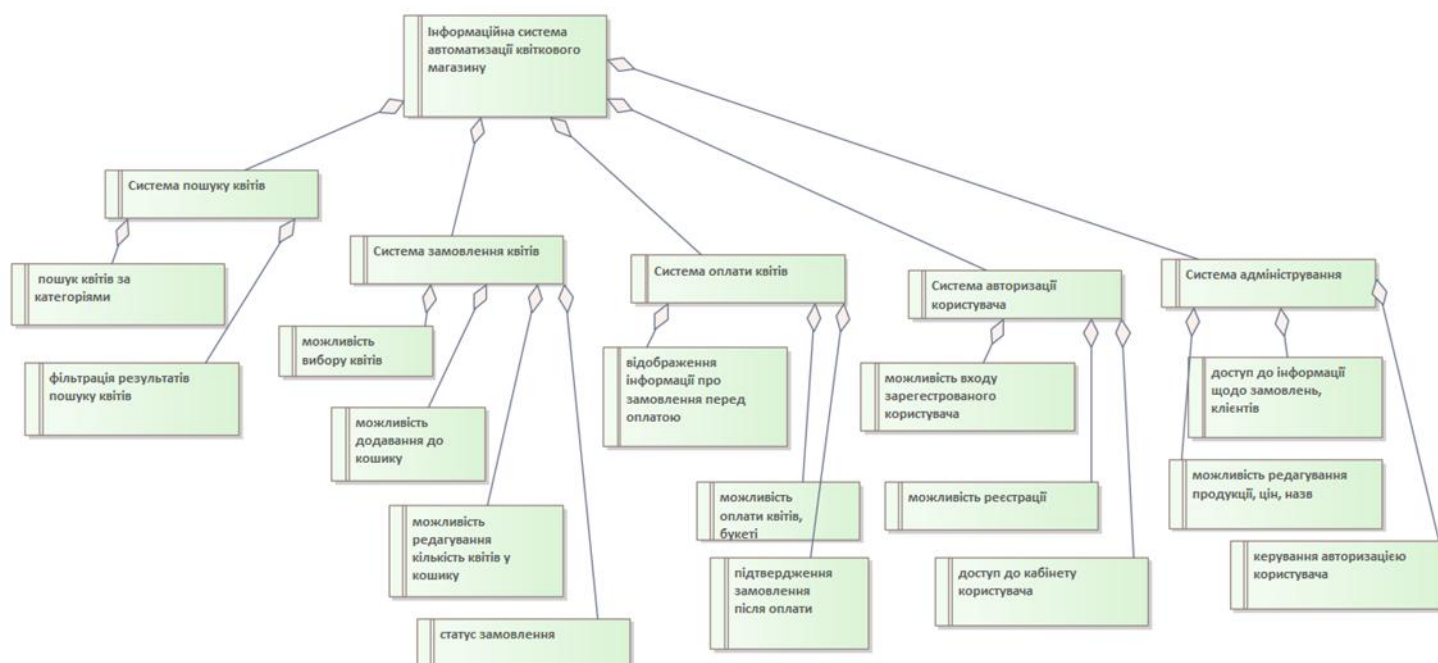 Інформаційна система
автоматизації квіткового
магазину
Система пошуку квітів
пошук квітів за
категоріями
фільтрація результатів
пошуку квітів
Система замовлення квітів
можливість
вибору квітів
можливість
додавання до
кошику
можливість
редагування
кількість квітів у
кошику
статус замовлення
Система оплати квітів
відображення
інформації про
замовлення перед
оплатою
можливість
оплати квітів,
букеті
підтвердження
замовлення
після оплати
Система авторизації
користувача
можливість входу
зарегестрованого
користувача
можливість реєстрації
доступ до кабінету
користувача
Система адміністрування
доступ до інформації
щодо замовлень,
клієнтів
можливість редагування
продукції, цін, назв
керування авторизацією
користувача